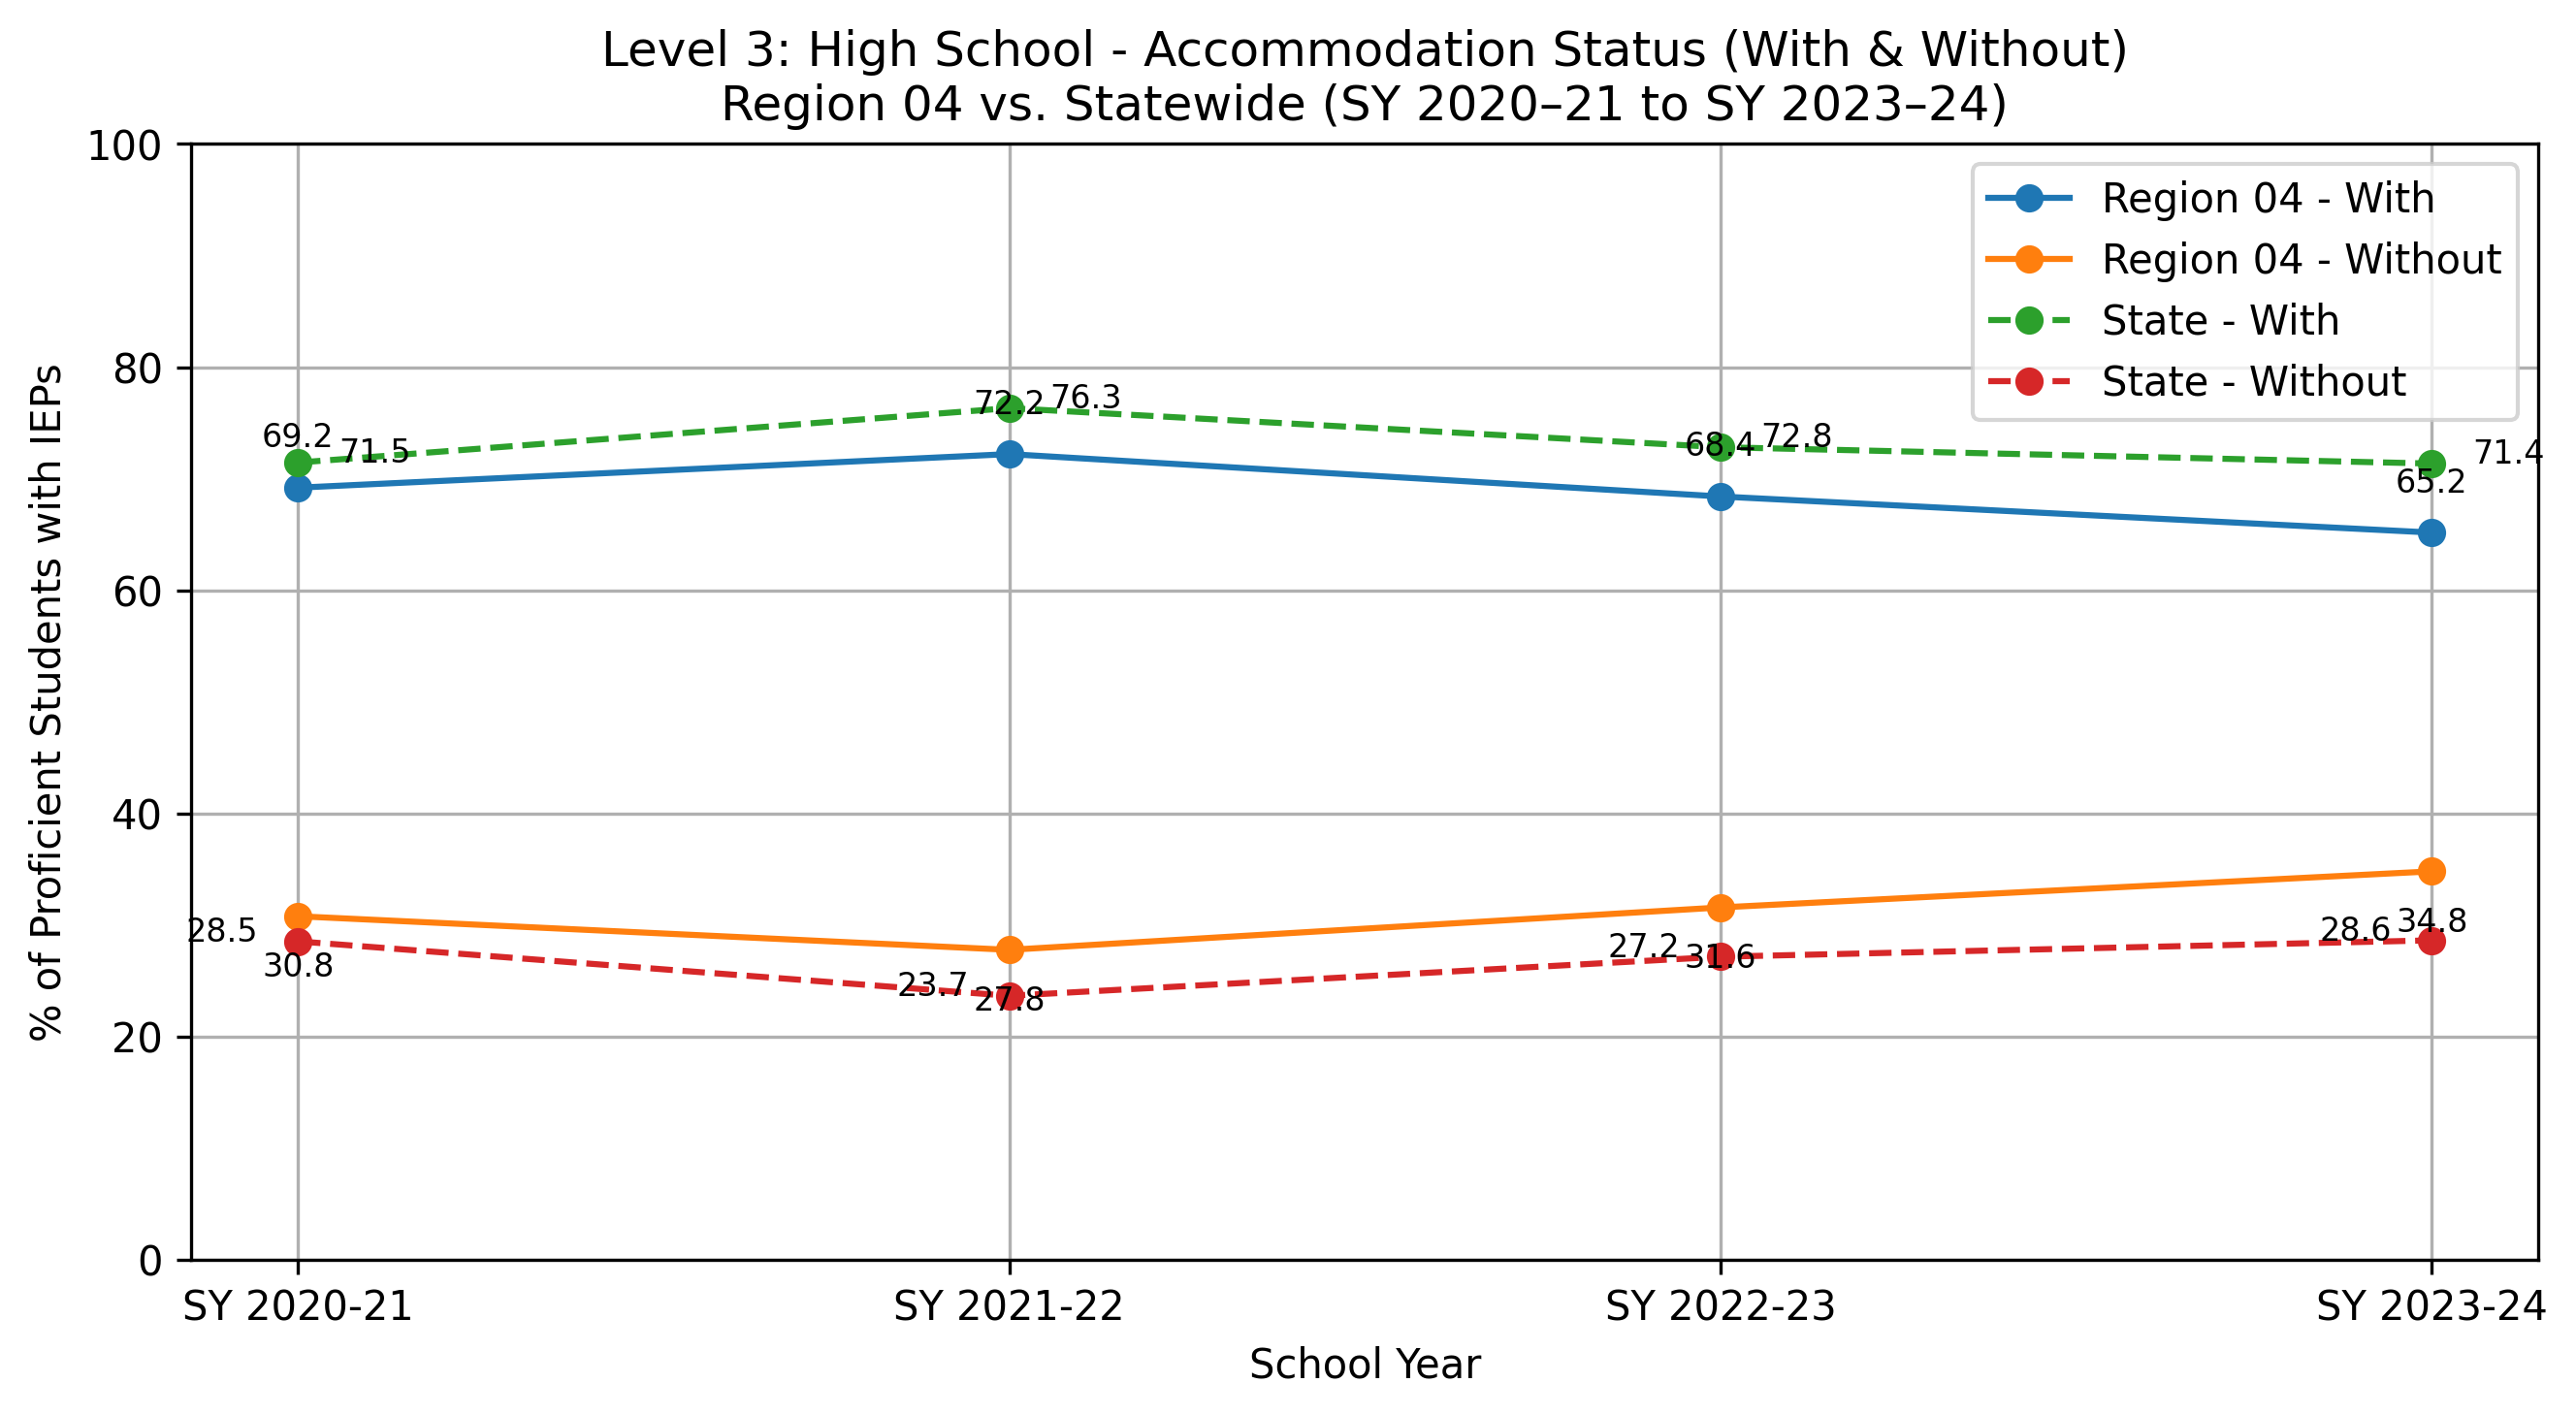 Level 3: High School - Accommodation Status (With & Without)
Region 04 vs. Statewide (SY 2020–21 to SY 2023–24)
% of Proficient Students with IEPs
100
80
60
40
20
0
Region 04 - With
Region 04 - Without
State - With
State - Without
69.2
71.5
72.2
76.3
68.4
72.8
71.4
65.2
28.5
30.8
23.7
27.8
27.2
31.6
28.6
34.8
SY 2020-21
SY 2021-22
SY 2022-23
SY 2023-24
School Year